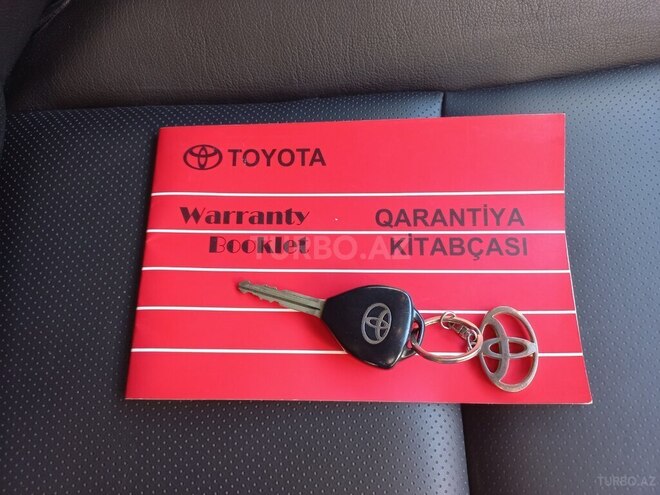 TOYOTA
Warranty
Booklet
QARANTİYA
KİTABÇASI
TURBO.AZ
TURBO.AZ